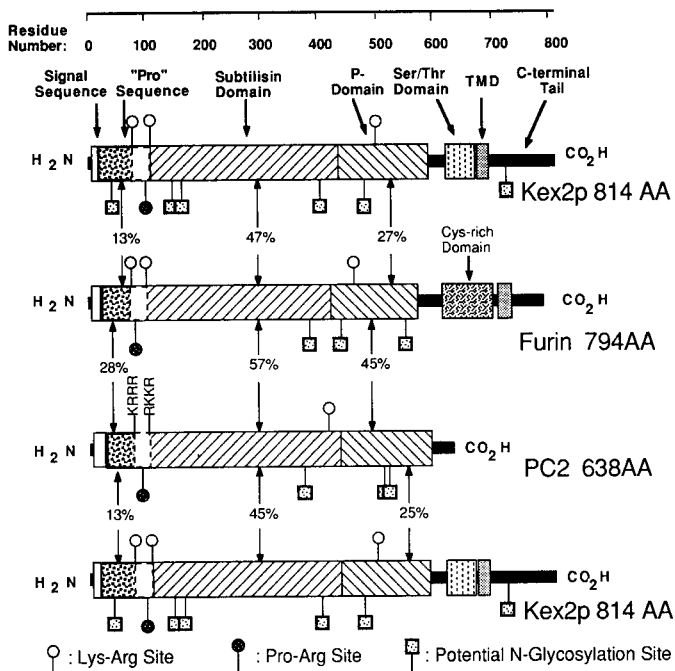 Residue
Number: 0 100 200 300 400 500 600 700 800
Signal
Sequence
"Pro"
Sequence
Subtilisin
Domain
P-
Domain
Ser/Thr
Domain
TMD
C-terminal
Tail
H2N
CO2H
Kex2p 814 AA
13% 47% 27%
Cys-rich
Domain
H2N
CO2H
Furin 794AA
28% 57% 45%
KRRR
RKKR
H2N
CO2H
PC2 638AA
13% 45% 25%
H2N
CO2H
Kex2p 814 AA
: Lys-Arg Site : Pro-Arg Site : Potential N-Glycosylation Site